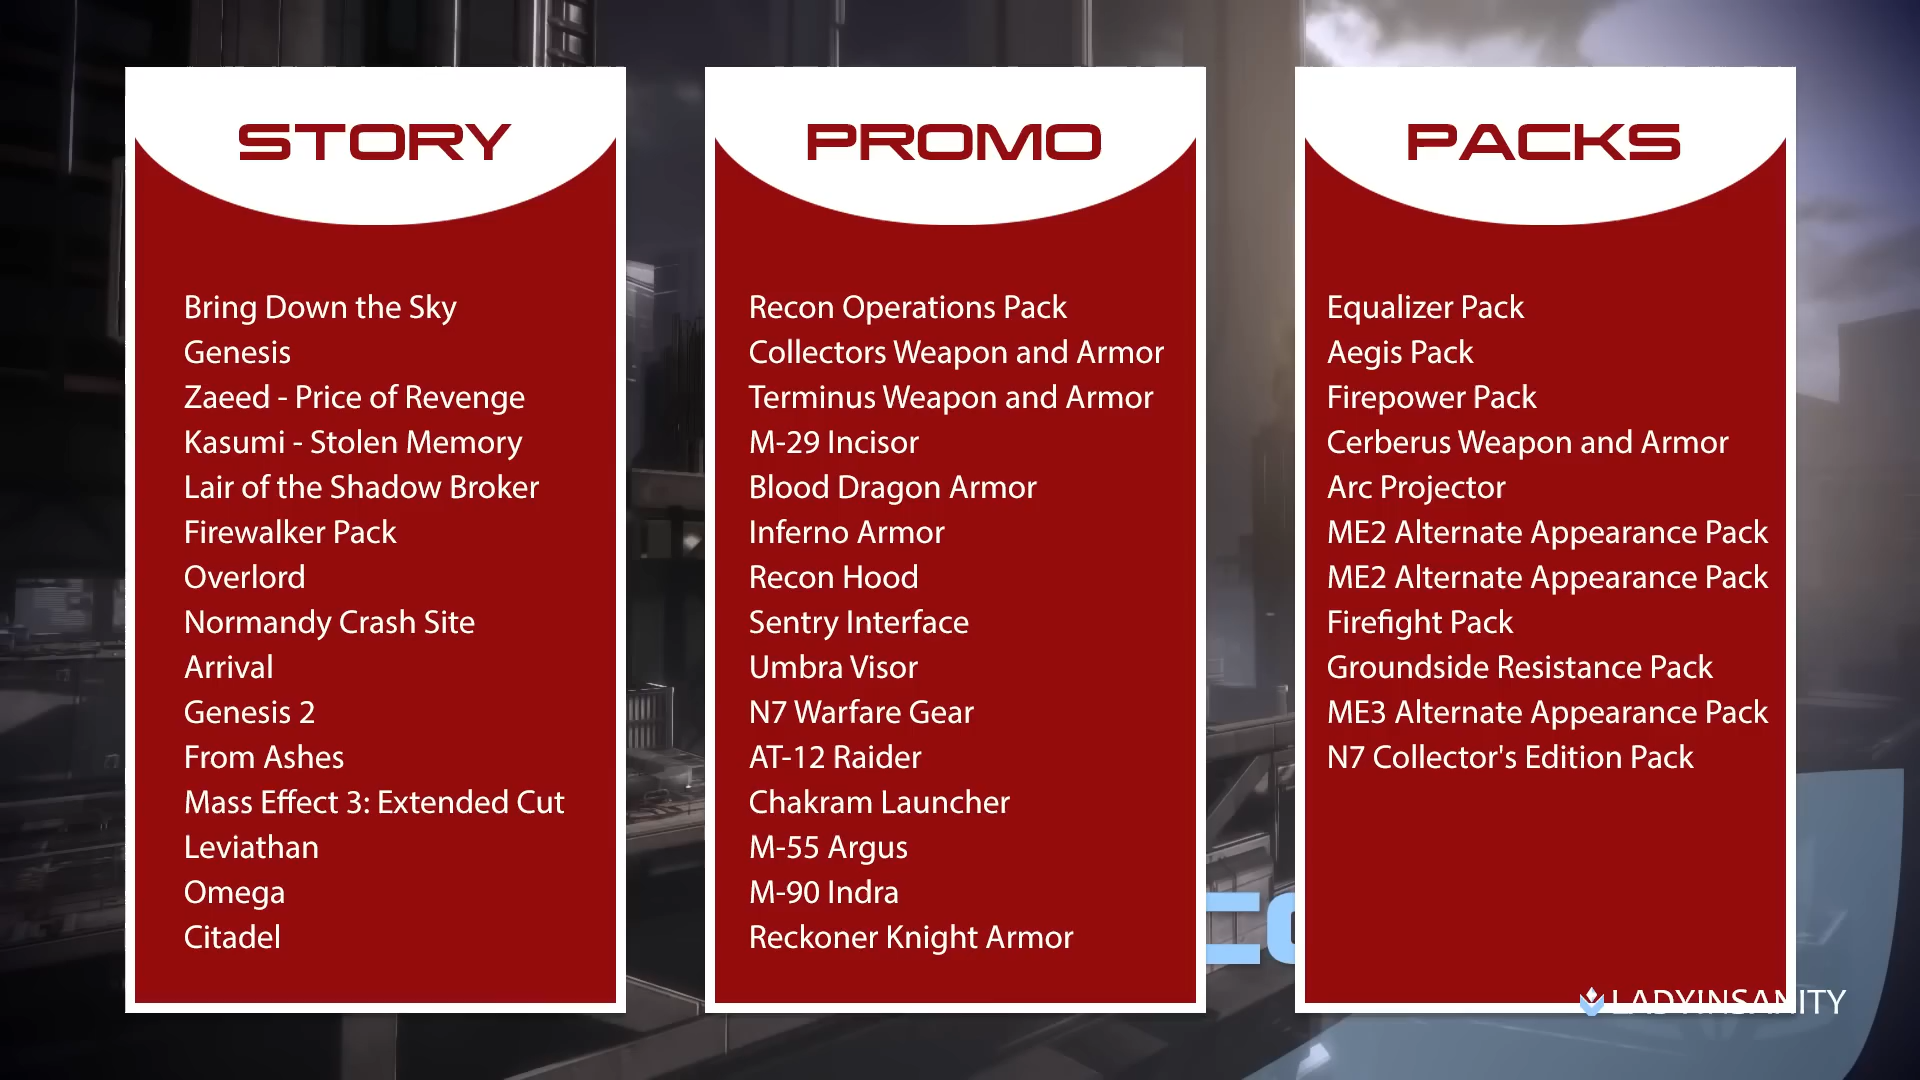 STORY
Bring Down the Sky
Genesis
Zaeed - Price of Revenge
Kasumi - Stolen Memory
Lair of the Shadow Broker
Firewalker Pack
Overlord
Normandy Crash Site
Arrival
Genesis 2
From Ashes
Mass Effect 3: Extended Cut
Leviathan
Omega
Citadel
PROMO
Recon Operations Pack
Collectors Weapon and Armor
Terminus Weapon and Armor
M-29 Incisor
Blood Dragon Armor
Inferno Armor
Recon Hood
Sentry Interface
Umbra Visor
N7 Warfare Gear
AT-12 Raider
Chakram Launcher
M-55 Argus
M-90 Indra
Reckoner Knight Armor
PACKS
Equalizer Pack
Aegis Pack
Firepower Pack
Cerberus Weapon and Armor
Arc Projector
ME2 Alternate Appearance Pack
ME2 Alternate Appearance Pack
Firefight Pack
Groundside Resistance Pack
ME3 Alternate Appearance Pack
N7 Collector's Edition Pack
LADYINSANITY